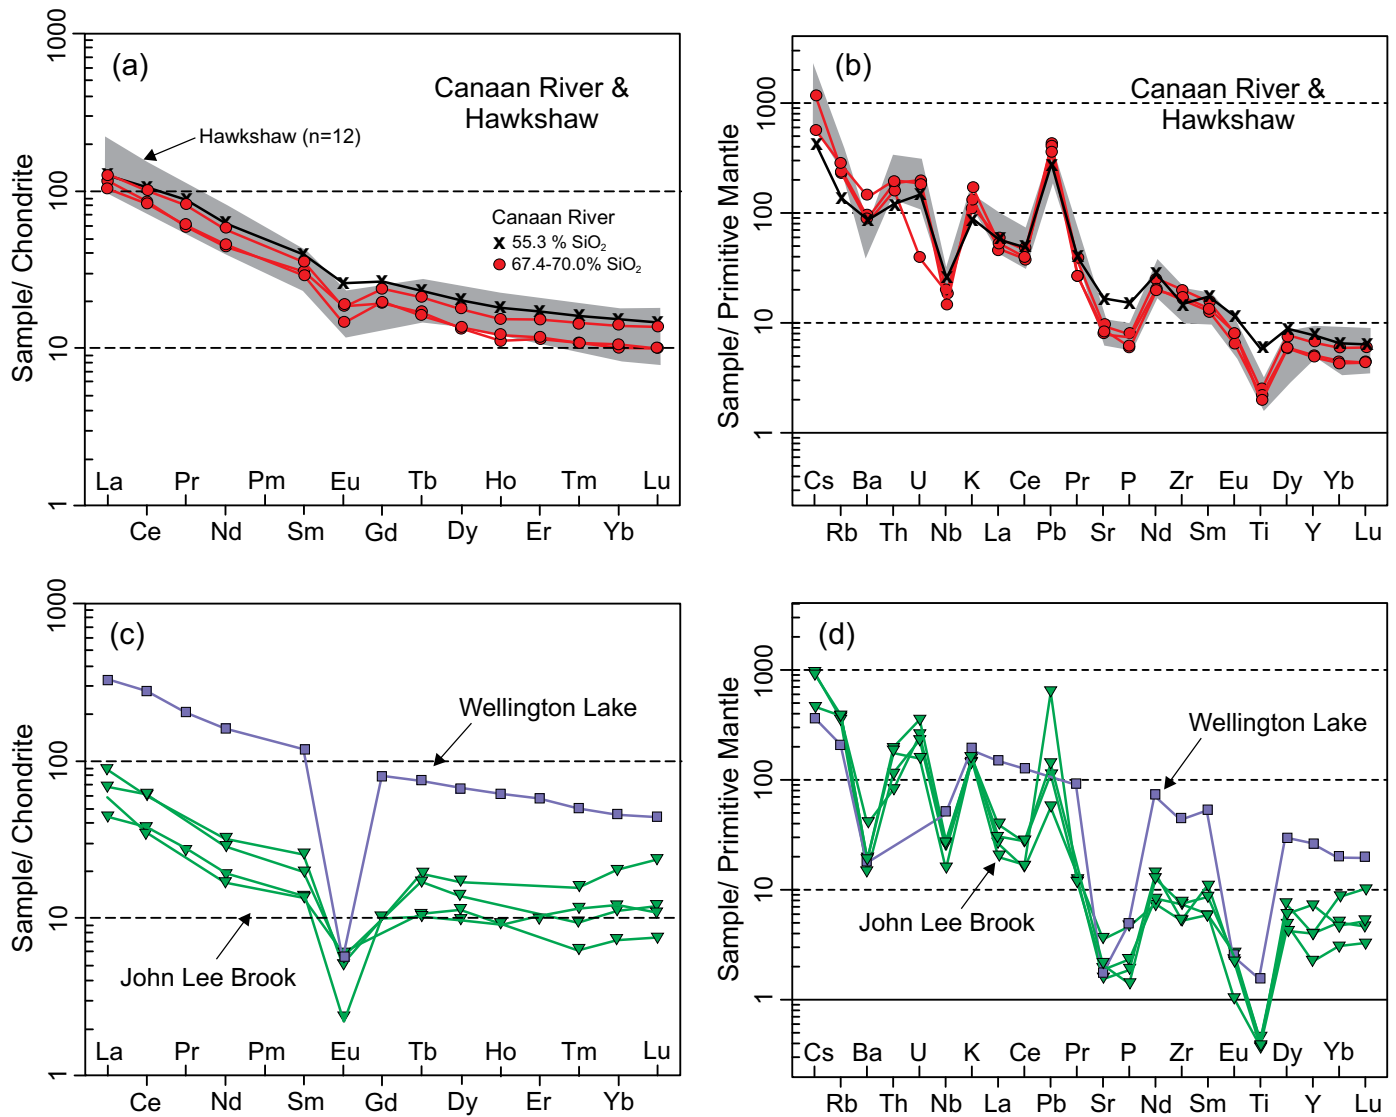 (a)
Canaan River &
Hawkshaw
Hawkshaw (n=12)
Canaan River
x 55.3 % SiO₂
67.4-70.0% SiO₂
Sample/ Chondrite
1000
100
10
1
La Pr Pm Eu Tb Ho Tm Lu
Ce Nd Sm Gd Dy Er Yb
(b)
Canaan River &
Hawkshaw
Sample/ Primitive Mantle
1000
100
10
1
Cs Ba U K Ce Pr P Zr Eu Dy Yb
Rb Th Nb La Pb Sr Nd Sm Ti Y Lu
(c)
Wellington Lake
John Lee Brook
Sample/ Chondrite
1000
100
10
1
La Pr Pm Eu Tb Ho Tm Lu
Ce Nd Sm Gd Dy Er Yb
(d)
Wellington Lake
John Lee Brook
Sample/ Primitive Mantle
1000
100
10
1
Cs Ba U K Ce Pr P Zr Eu Dy Yb
Rb Th Nb La Pb Sr Nd Sm Ti Y Lu